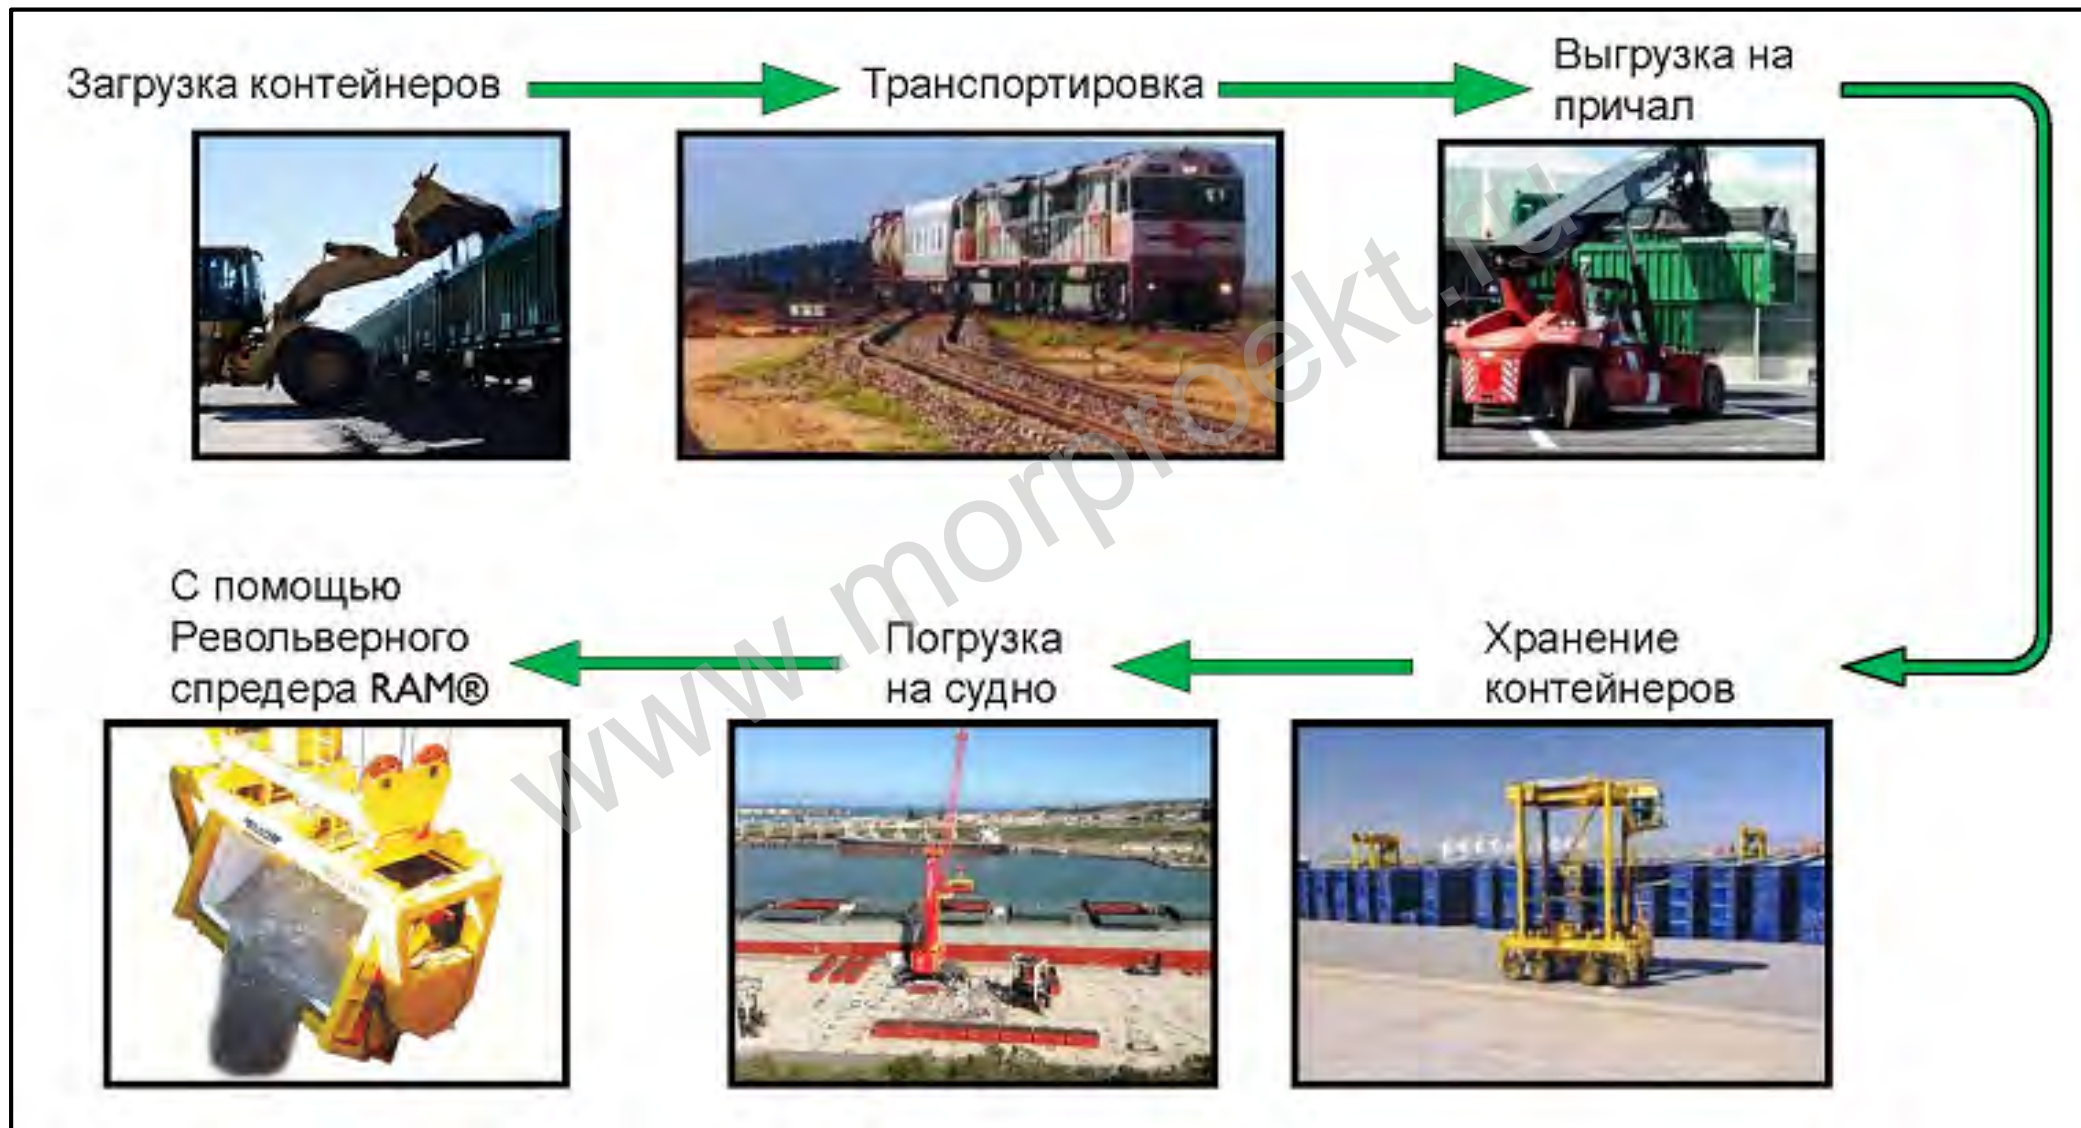 Загрузка контейнеров
Транспортировка
Выгрузка на
причал
С помощью
Револьверного
спредера RAM®
Погрузка
на судно
Хранение
контейнеров
www.morproekt.ru